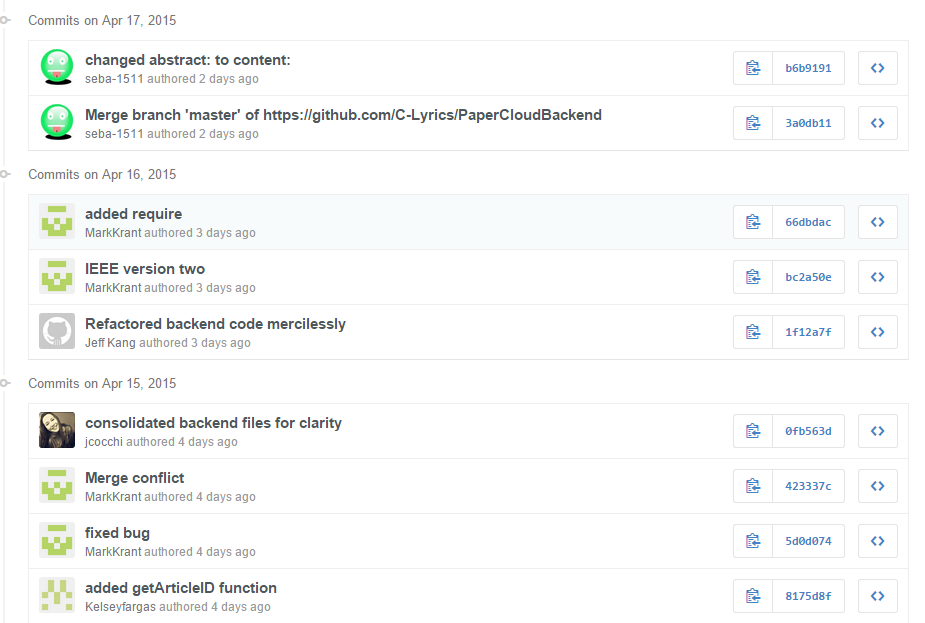 Commits on Apr 17, 2015
changed abstract: to content:
seba-1511 authored 2 days ago
b6b9191
Merge branch 'master' of https://github.com/C-Lyrics/PaperCloudBackend
seba-1511 authored 2 days ago
3a0db11
Commits on Apr 16, 2015
added require
MarkKrant authored 3 days ago
66dbdac
IEEE version two
MarkKrant authored 3 days ago
bc2a50e
Refactored backend code mercilessly
Jeff Kang authored 3 days ago
1f12a7f
Commits on Apr 15, 2015
consolidated backend files for clarity
jcocchi authored 4 days ago
0fb563d
Merge conflict
MarkKrant authored 4 days ago
423337c
fixed bug
MarkKrant authored 4 days ago
5d0d074
added getArticleID function
Kelseyfargas authored 4 days ago
8175d8f